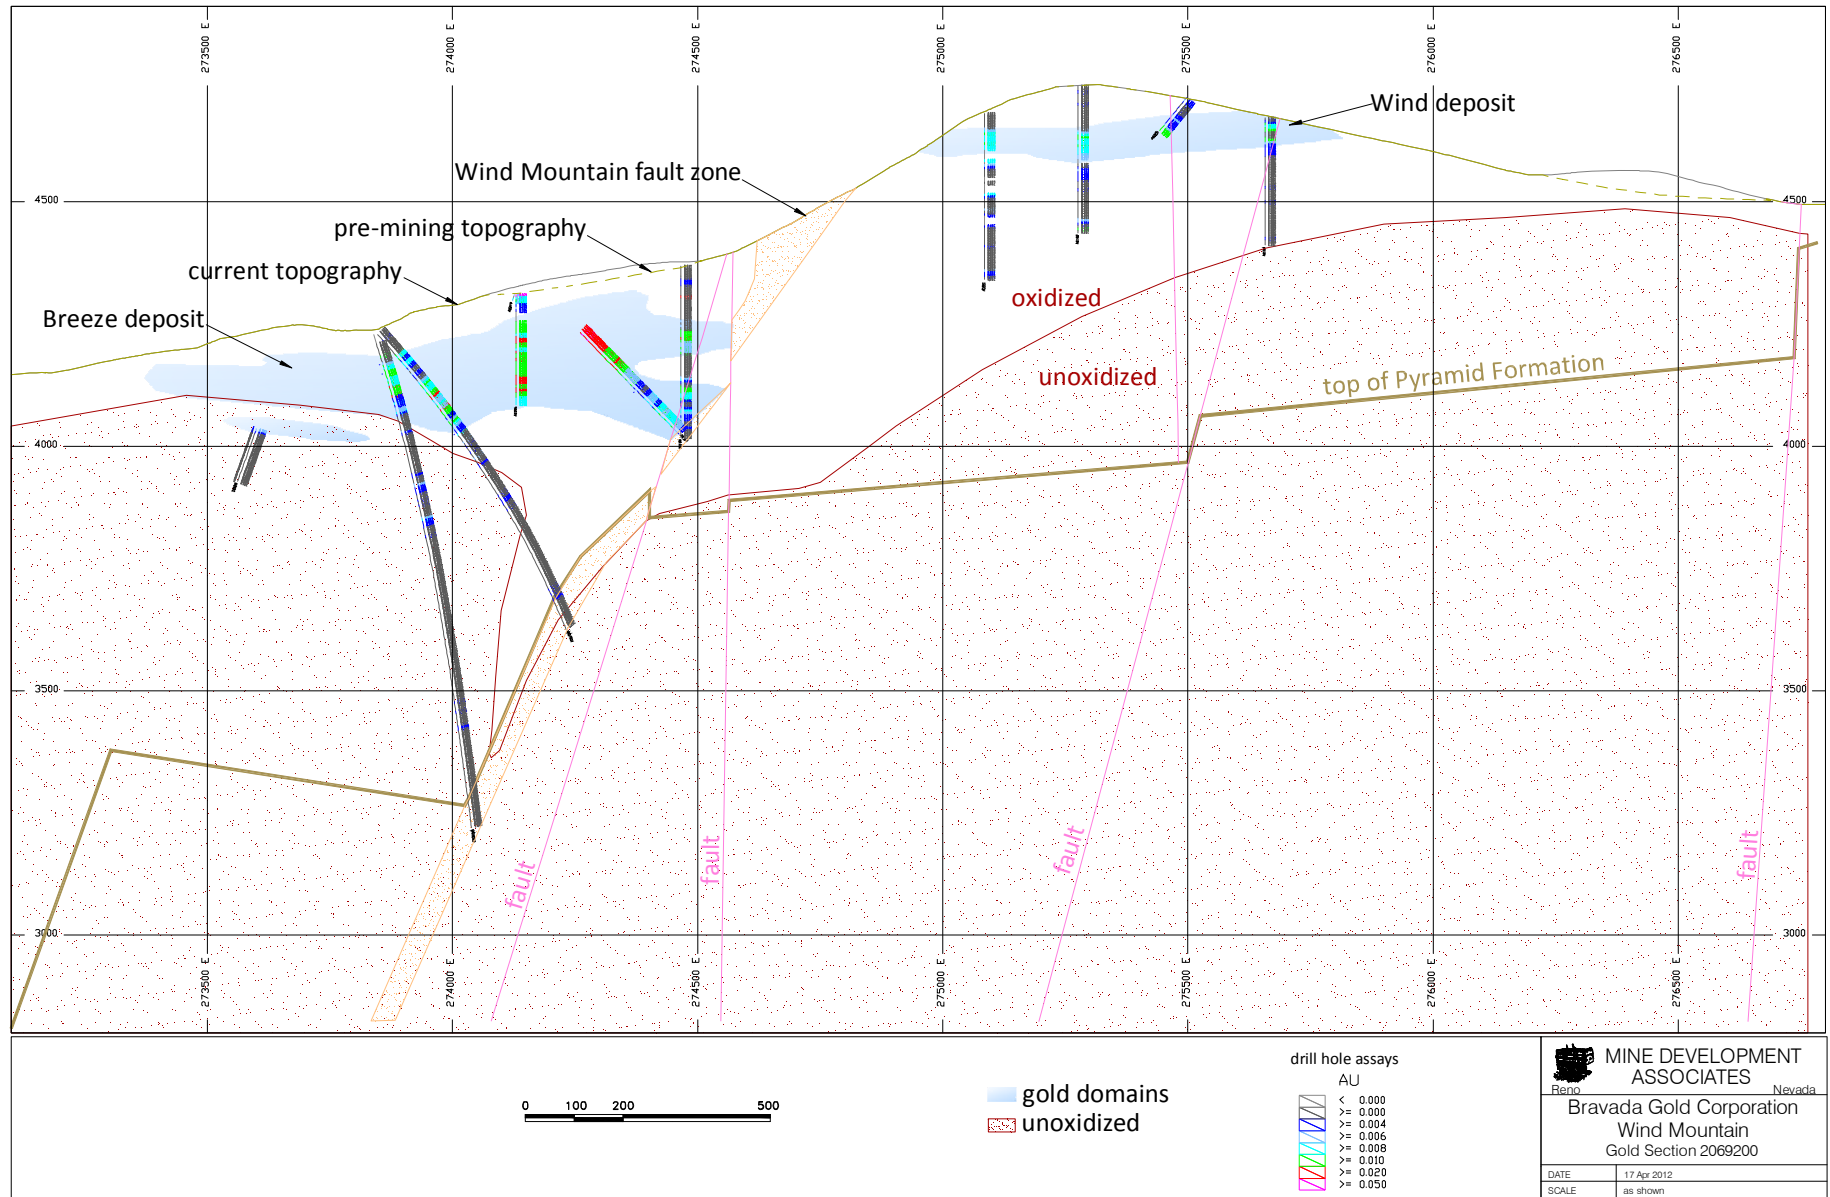 273500 E
274000 E
274500 E
275000 E
275500 E
276000 E
276500 E
Wind deposit
Wind Mountain fault zone
4500
4500
pre-mining topography
current topography
Breeze deposit
oxidized
unoxidized
top of Pyramid Formation
4000
4000
3500
3500
fault
fault
fault
fault
3000
3000
273500 E
274000 E
274500 E
275000 E
275500 E
276000 E
276500 E
0 100 200 500
gold domains
unoxidized
drill hole assays
AU
< 0.000
>= 0.000
>= 0.004
>= 0.006
>= 0.008
>= 0.010
>= 0.020
>= 0.050
MINE DEVELOPMENT
ASSOCIATES
Reno Nevada
Bravada Gold Corporation
Wind Mountain
Gold Section 2069200
DATE 17 Apr 2012
SCALE as shown